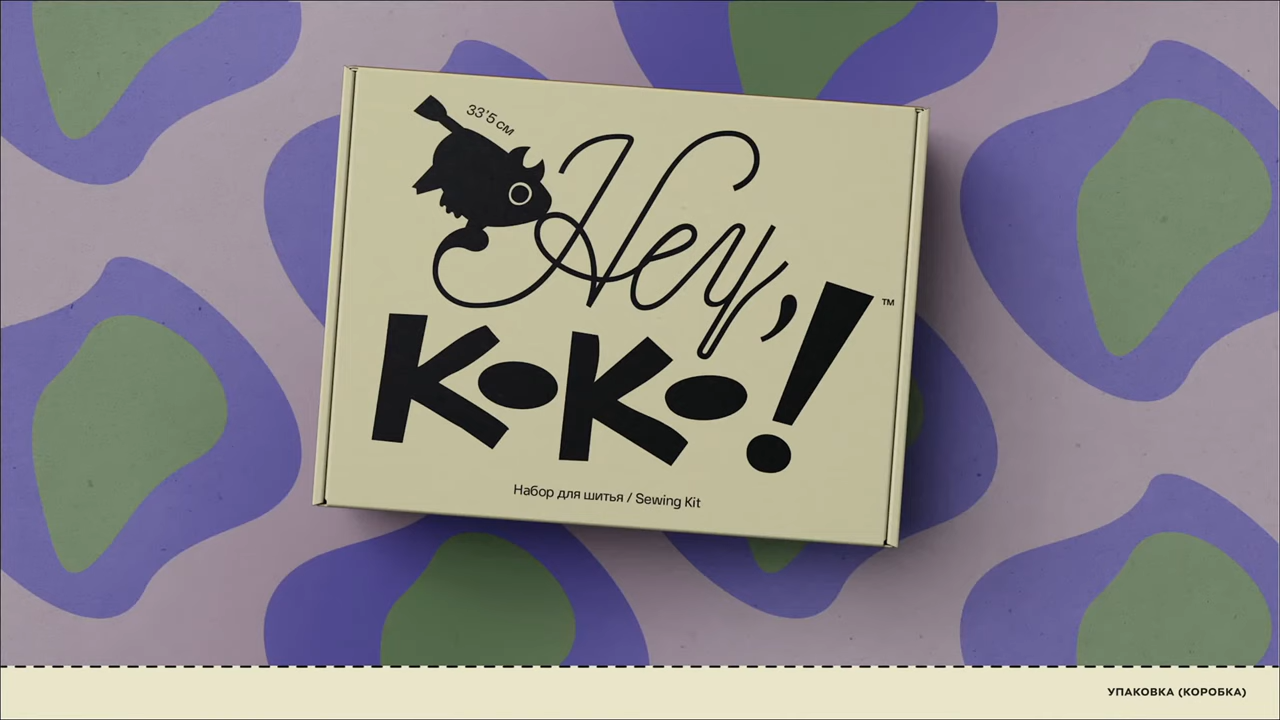 33'5 см
Hey,
KoKo!
™
Набор для шитья / Sewing Kit
УПАКОВКА (КОРОБКА)